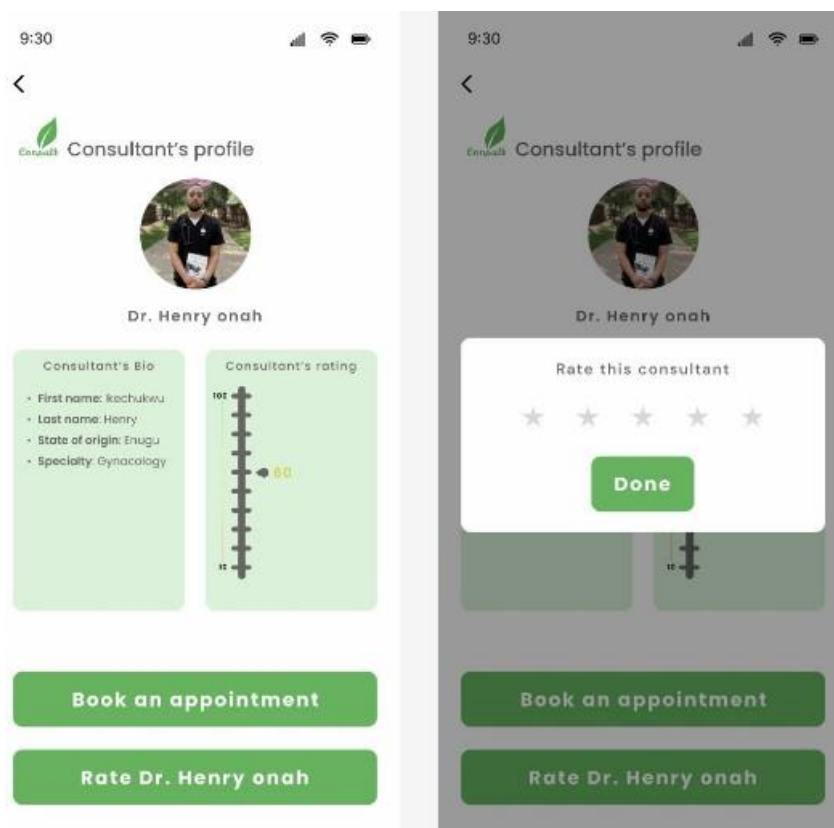 9:30
Consult
Consultant's profile
Dr. Henry onah
Consultant's Bio
• First name: Ikechukwu
• Last name: Henry
• State of origin: Enugu
• Specialty: Gynacology
Consultant's rating
60
Book an appointment
Rate Dr. Henry onah
9:30
Consult
Consultant's profile
Dr. Henry onah
Rate this consultant
Done
Book an appointment
Rate Dr. Henry onah